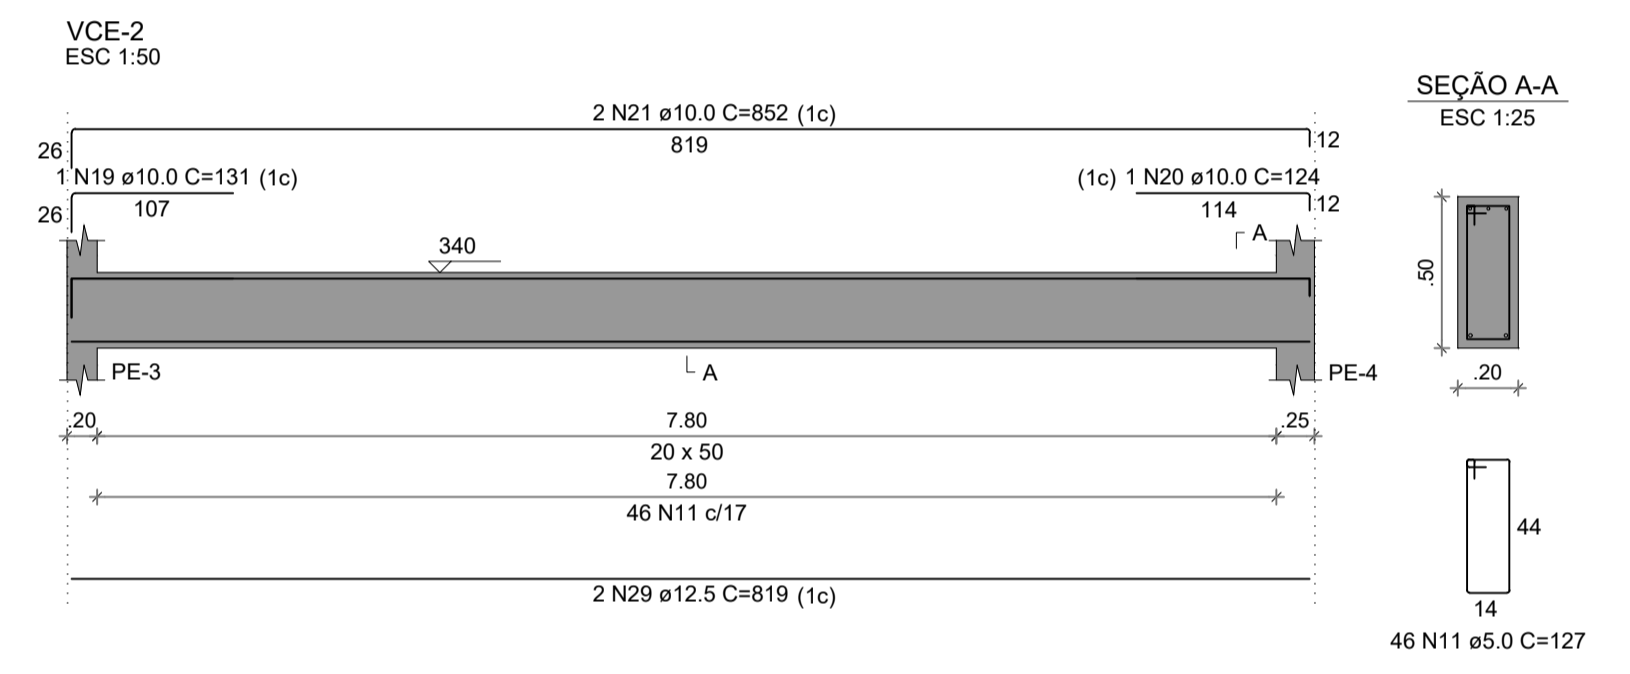 VCE-2
ESC 1:50
2 N21 ø10.0 C=852 (1c)
26
819
12
1 N19 ø10.0 C=131 (1c)
(1c) 1 N20 ø10.0 C=124
26
107
114
12
340
A
PE-3
A
PE-4
.20
7.80
.25
20 x 50
7.80
46 N11 c/17
2 N29 ø12.5 C=819 (1c)
SEÇÃO A-A
ESC 1:25
.50
.20
44
14
46 N11 ø5.0 C=127